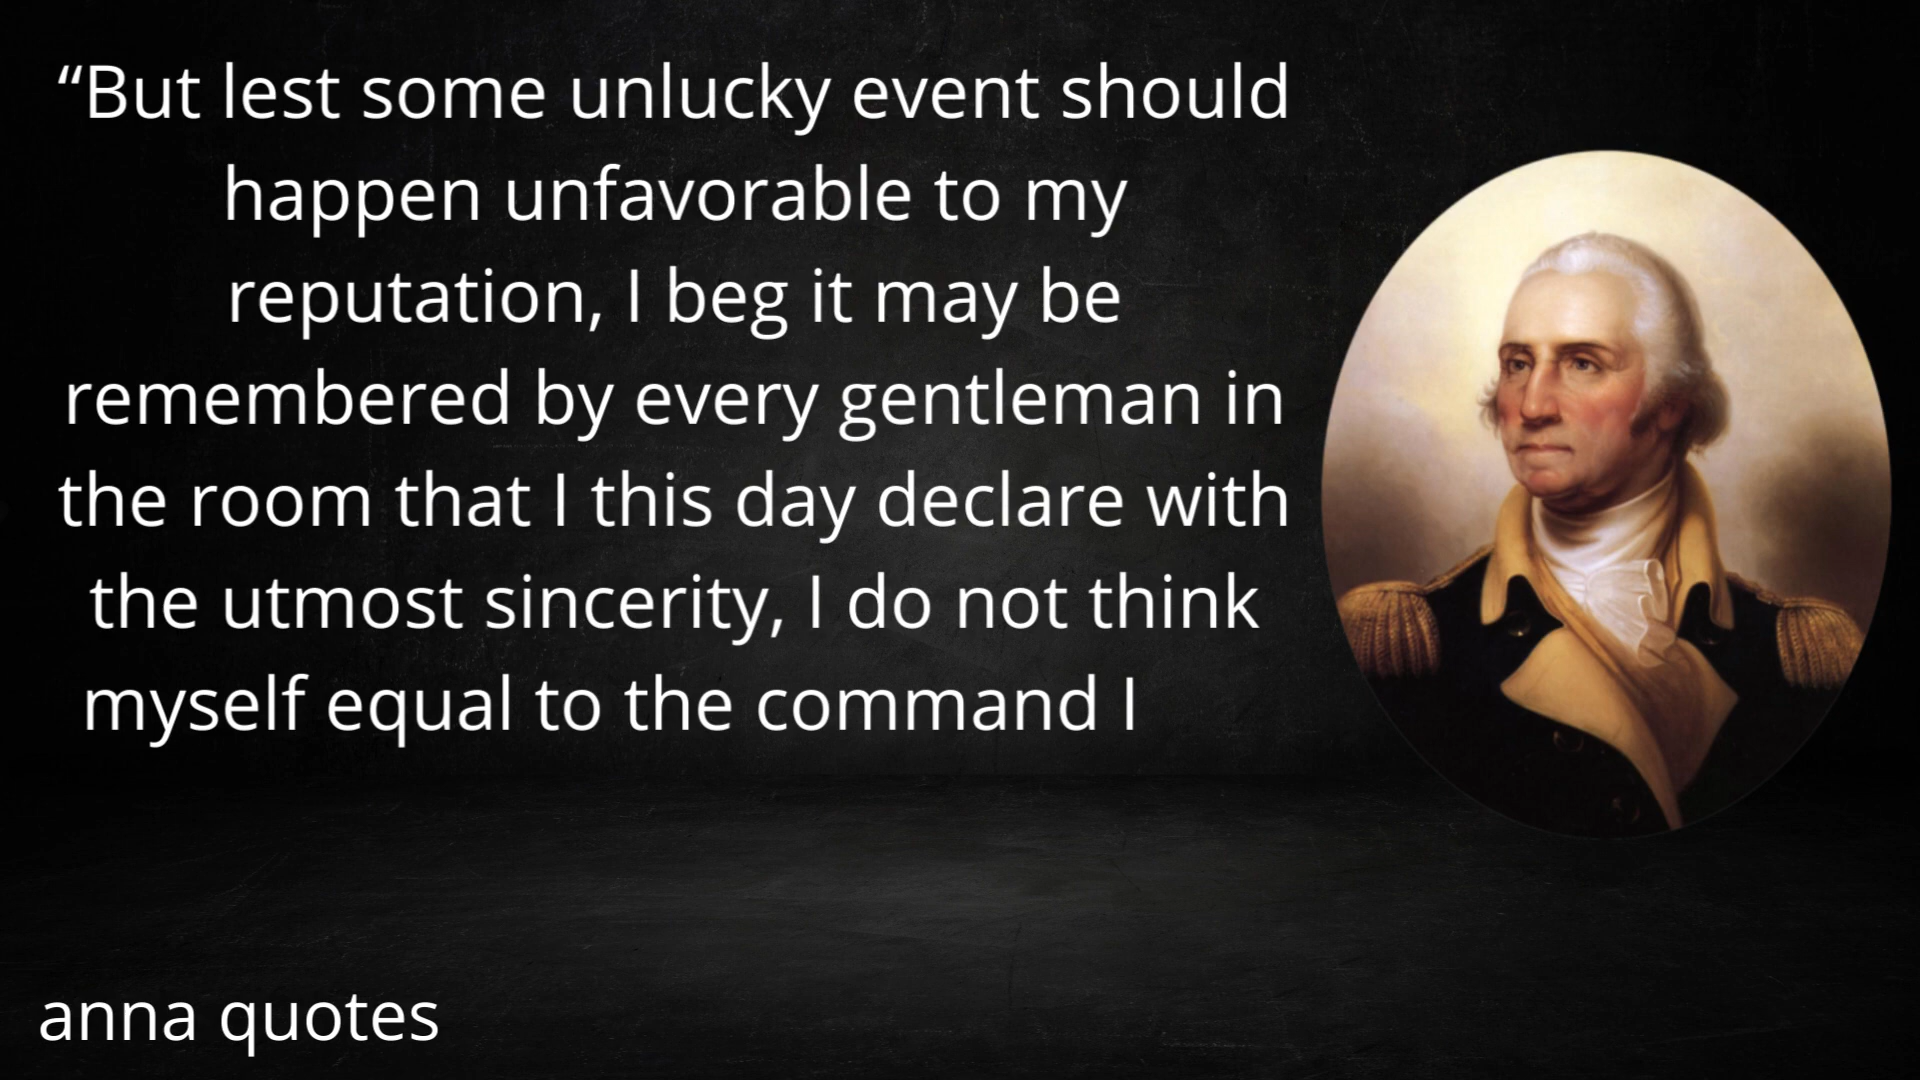 “But lest some unlucky event should
happen unfavorable to my
reputation, I beg it may be
remembered by every gentleman in
the room that I this day declare with
the utmost sincerity, I do not think
myself equal to the command I
anna quotes